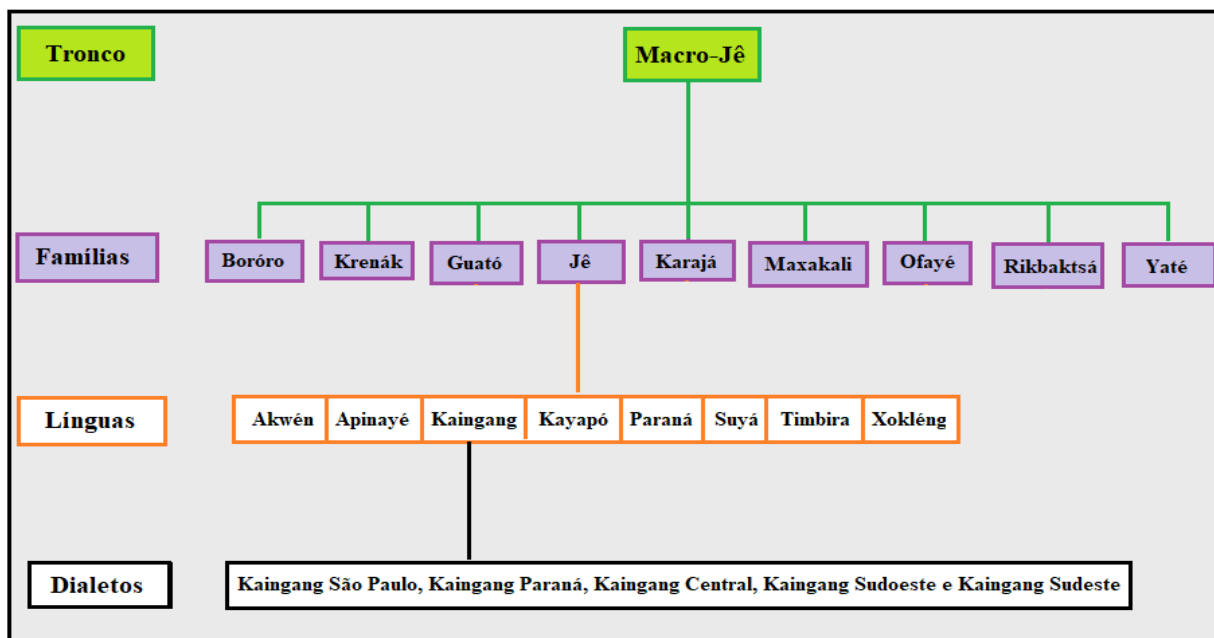 Tronco Macro-Jê
Famílias Boróro Krenák Guató Jê Karajá Maxakali Ofayé Rikbaktsá Yaté
Línguas Akwén Apinayé Kaingang Kayapó Paraná Suyá Timbira Xokléng
Dialetos Kaingang São Paulo, Kaingang Paraná, Kaingang Central, Kaingang Sudoeste e Kaingang Sudeste